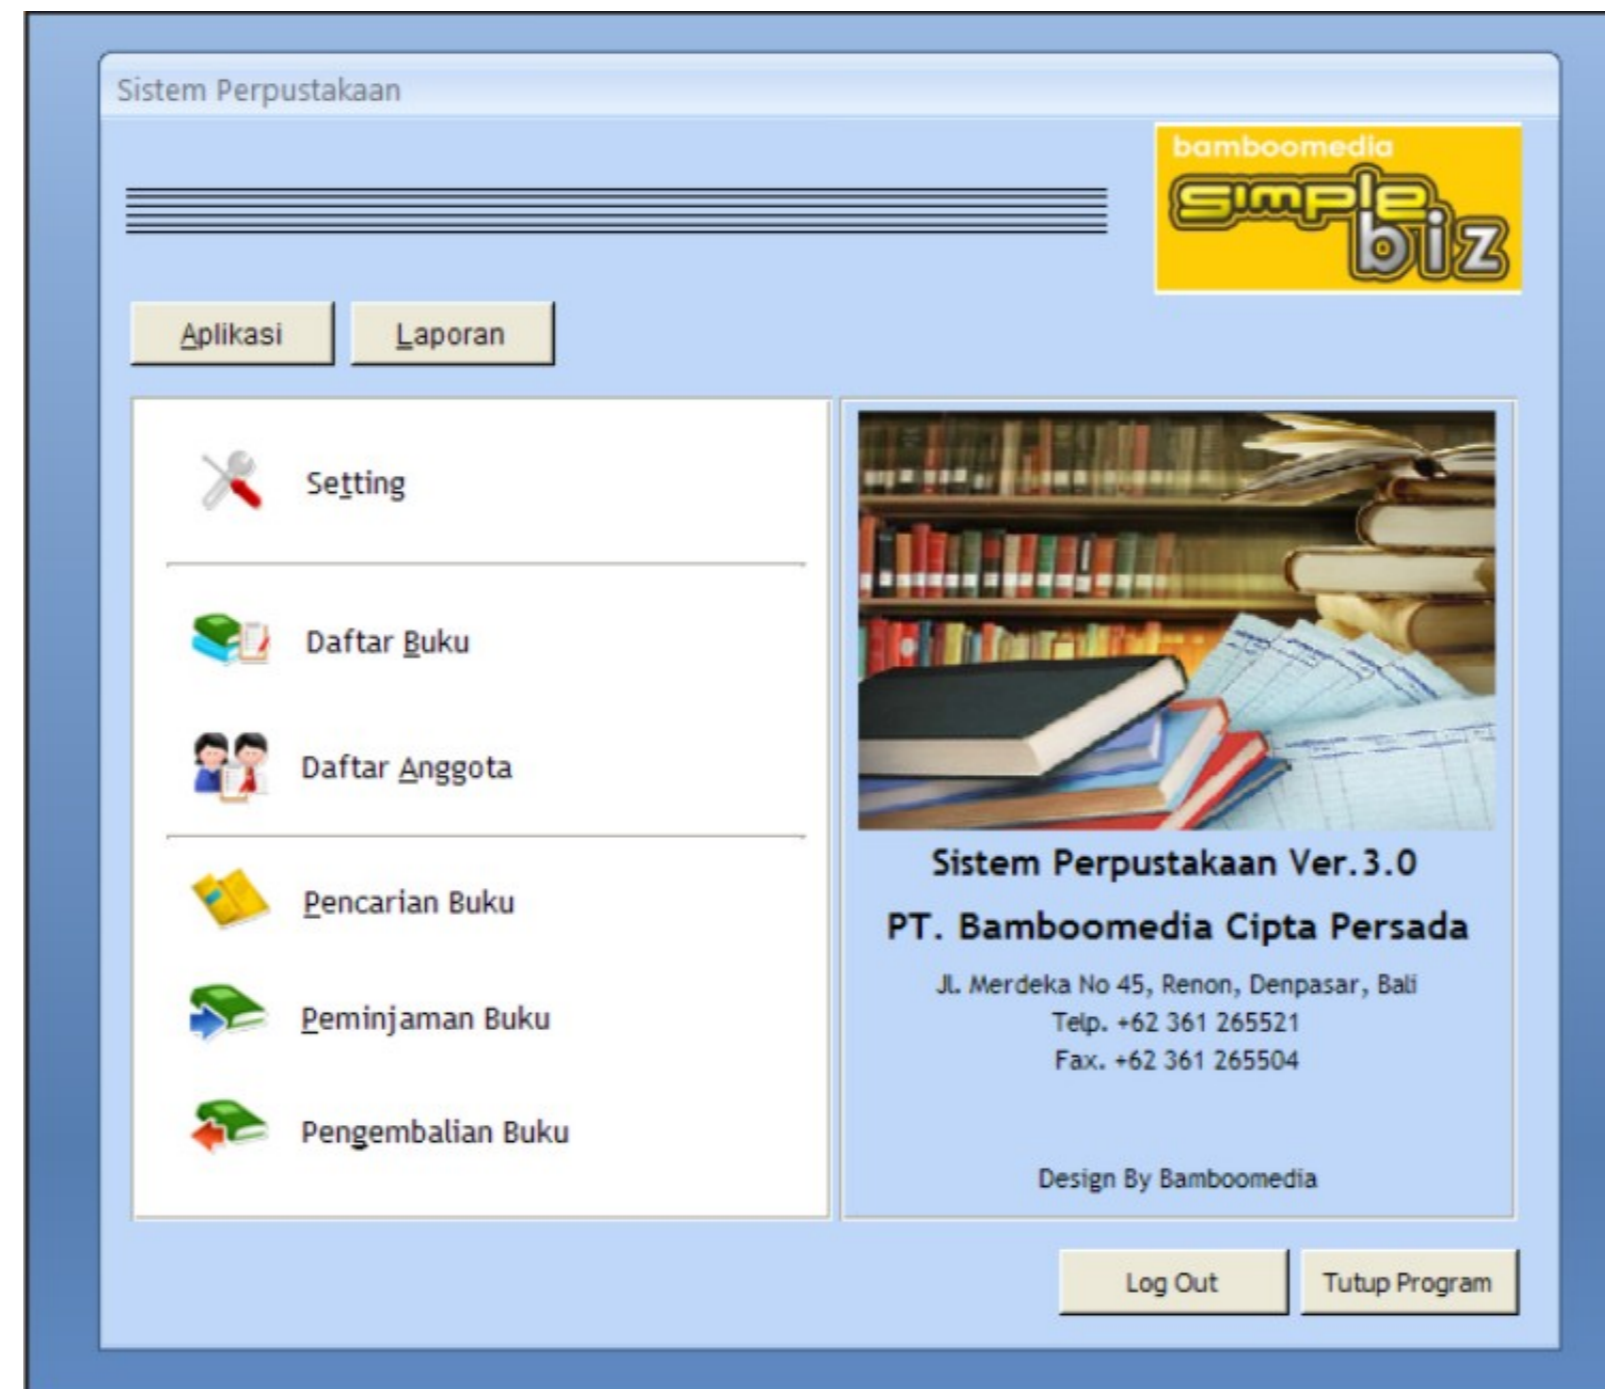 Sistem Perpustakaan
bamboomedia
simple
biz
Aplikasi
Laporan
Setting
Daftar Buku
Daftar Anggota
Pencarian Buku
Peminjaman Buku
Pengembalian Buku
Sistem Perpustakaan Ver.3.0
PT. Bamboomedia Cipta Persada
Jl. Merdeka No 45, Renon, Denpasar, Bali
Telp. +62 361 265521
Fax. +62 361 265504
Design By Bamboomedia
Log Out
Tutup Program